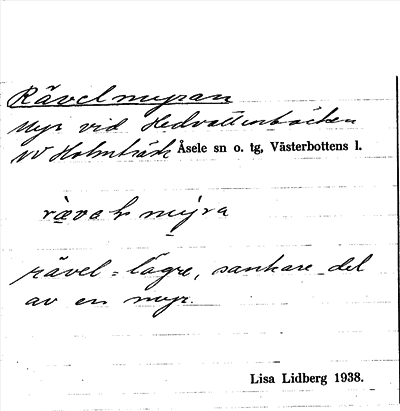 Rävelmyran
Myr vid Hedvattenbäcken
NV Holmträsk Åsele sn o. tg, Västerbottens l.
rävel = lägre, sankare del
av en myr.
Lisa Lidberg 1938.